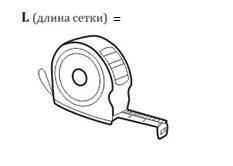 L (длина сетки) =